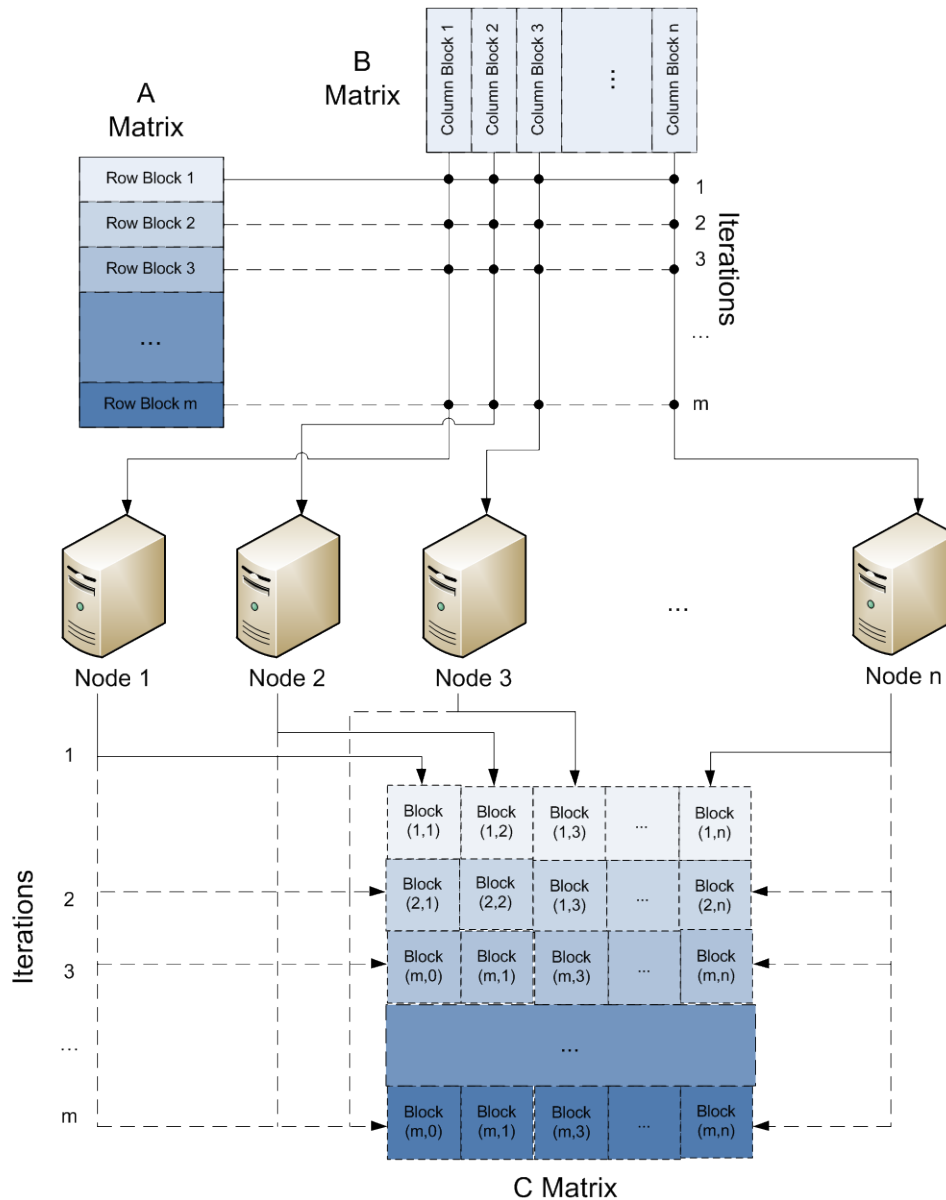 A
Matrix
B
Matrix
Column Block 1
Column Block 2
Column Block 3
...
Column Block n
Row Block 1
Row Block 2
Row Block 3
...
Row Block m
1
2
3
...
m
Iterations
...
Node 1
Node 2
Node 3
Node n
1
2
3
...
m
Iterations
Block
(1,1)
Block
(1,2)
Block
(1,3)
...
Block
(1,n)
Block
(2,1)
Block
(2,2)
Block
(1,3)
...
Block
(2,n)
Block
(m,0)
Block
(m,1)
Block
(m,3)
...
Block
(m,n)
...
Block
(m,0)
Block
(m,1)
Block
(m,3)
...
Block
(m,n)
C Matrix